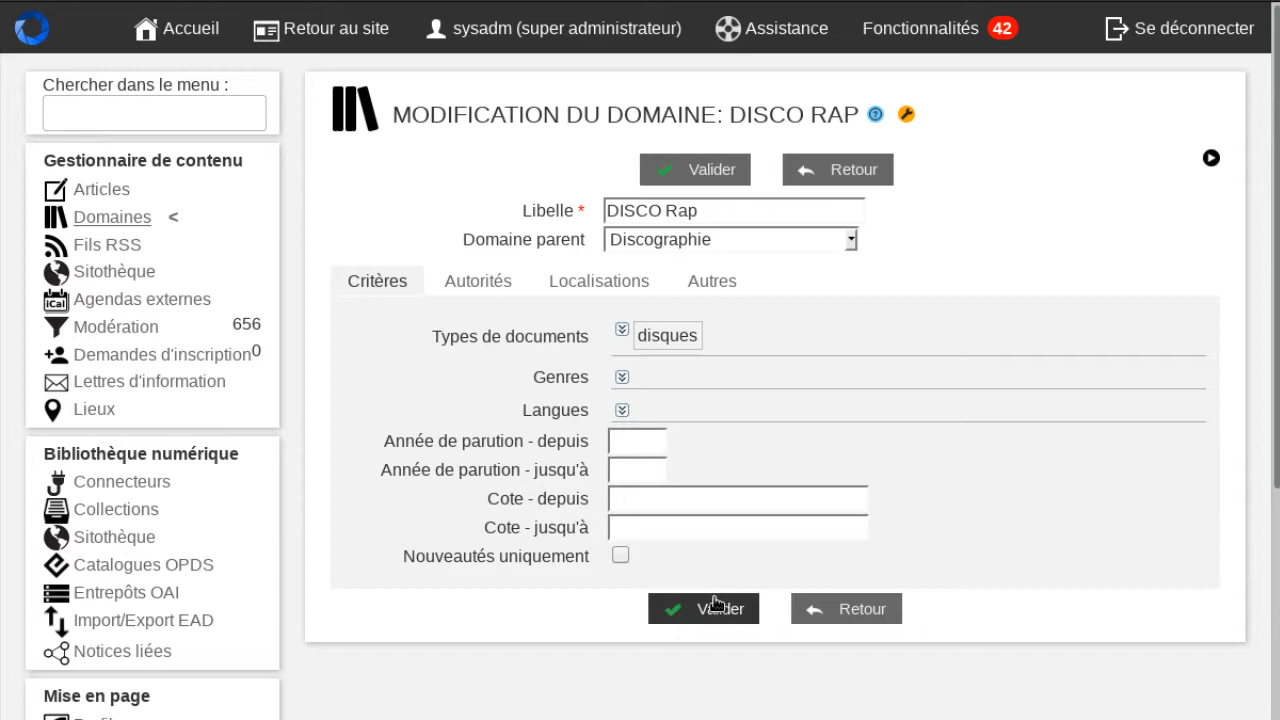 Accueil
Retour au site
sysadm (super administrateur)
Assistance
Fonctionnalités 42
Se déconnecter
Chercher dans le menu :
Gestionnaire de contenu
Articles
Domaines <
Fils RSS
Sitothèque
iCal Agendas externes
Modération 656
Demandes d'inscription 0
Lettres d'information
Lieux
Bibliothèque numérique
Connecteurs
Collections
Sitothèque
Catalogues OPDS
Entrepôts OAI
Import/Export EAD
Notices liées
Mise en page
MODIFICATION DU DOMAINE: DISCO RAP ?
Valider Retour
Libelle * DISCO Rap
Domaine parent Discographie
Critères Autorités Localisations Autres
Types de documents disques
Genres
Langues
Année de parution - depuis
Année de parution - jusqu'à
Cote - depuis
Cote - jusqu'à
Nouveautés uniquement
Valider Retour